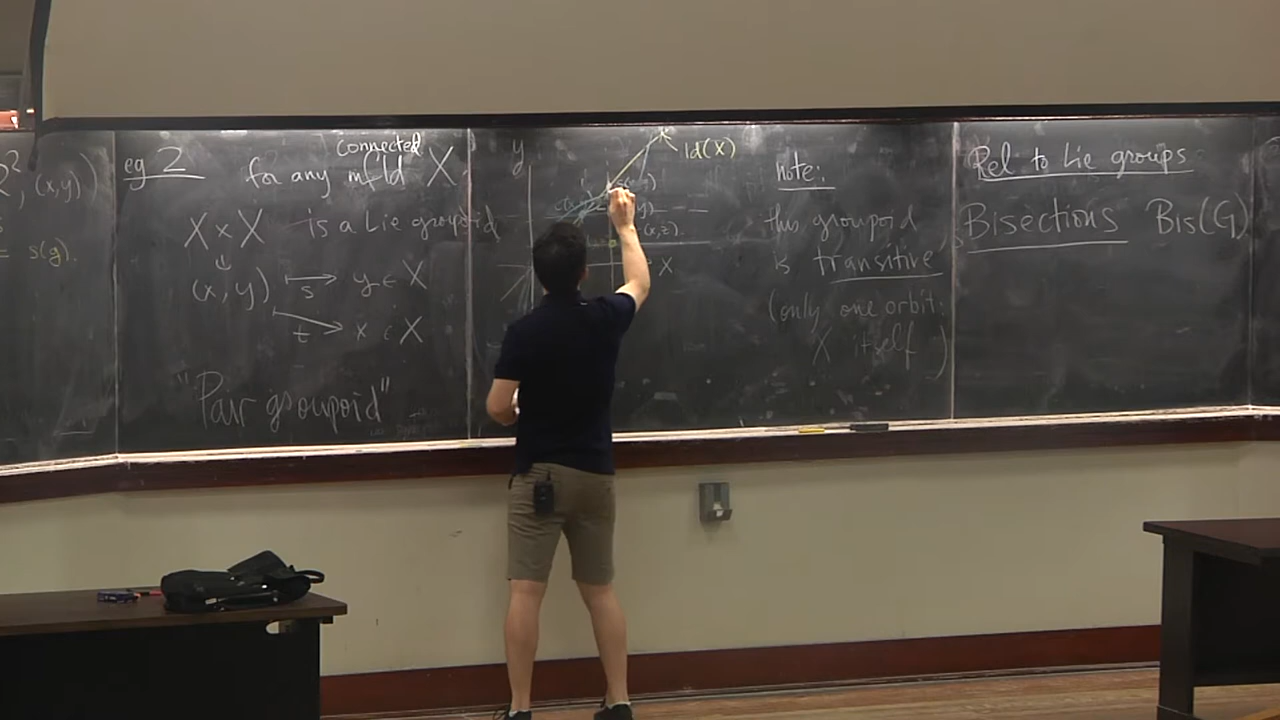 (x,y)
s(g).
eg 2
Connected
for any mfld X
X × X is a Lie groupoid
(x, y) ⟼ y ∈ X
s
t x ∈ X
"Pair groupoid"
y
Id(X)
(x,z)
X
note:
this groupoid
is transitive
(only one orbit:
X itself)
Rel to Lie groups
Bisections Bis(G)